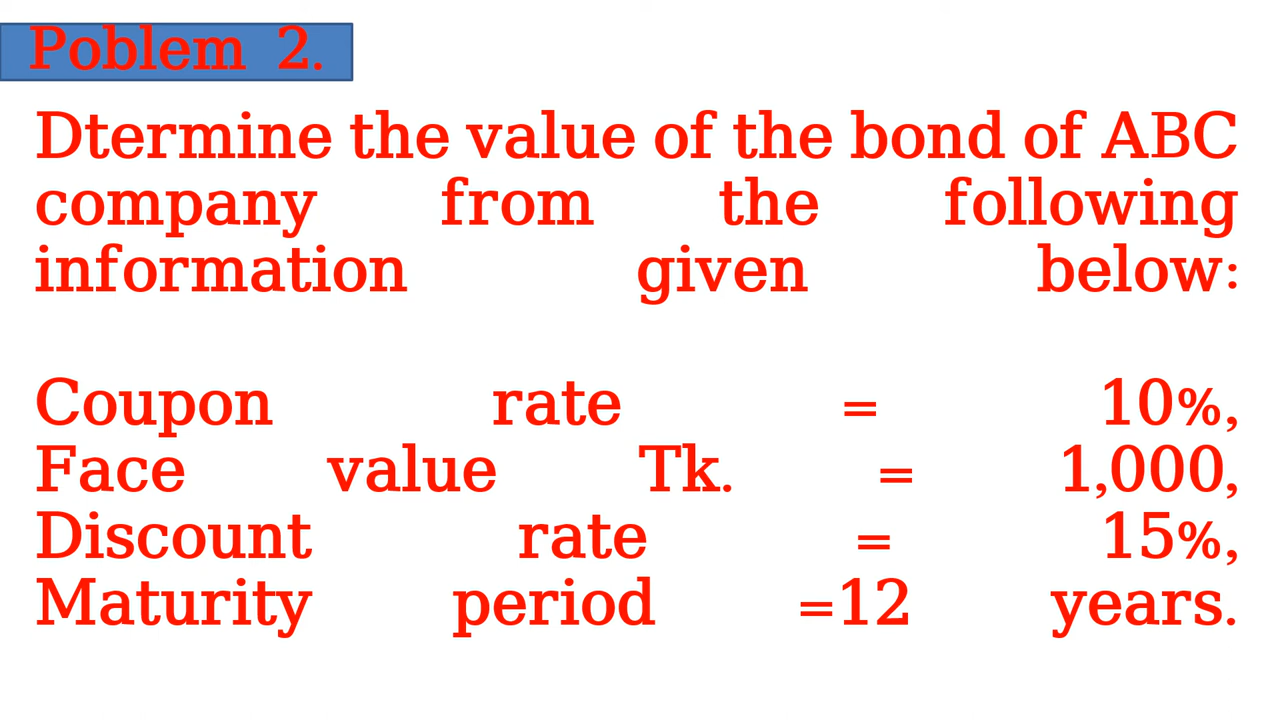 Poblem 2.
Dtermine the value of the bond of ABC
company from the following
information given below:
Coupon rate = 10%,
Face value Tk. = 1,000,
Discount rate = 15%,
Maturity period =12 years.